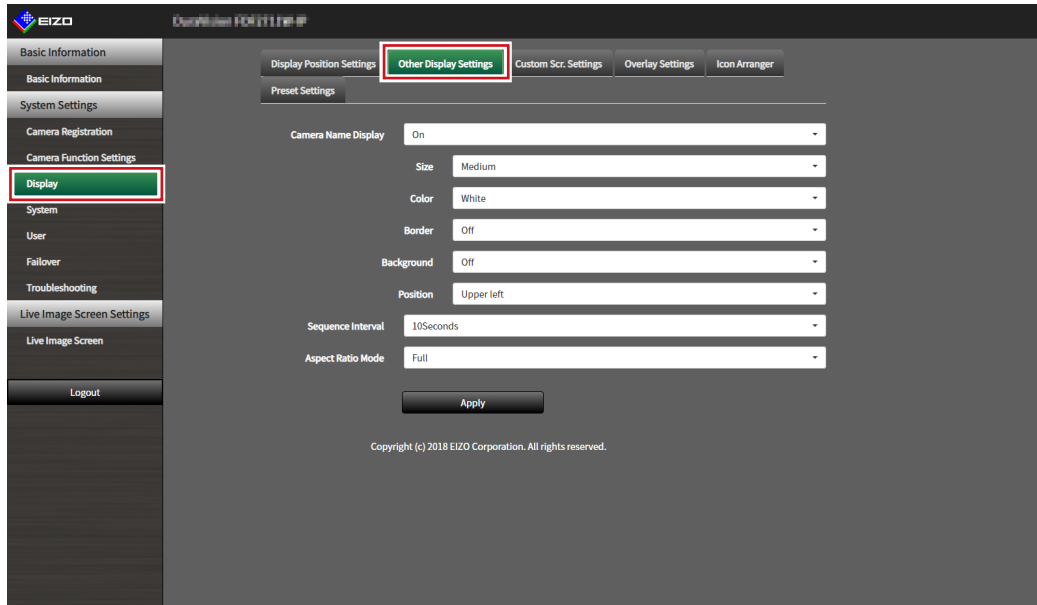 EIZO
Basic Information
Basic Information
System Settings
Camera Registration
Camera Function Settings
Display
System
User
Failover
Troubleshooting
Live Image Screen Settings
Live Image Screen
Logout
Display Position Settings Other Display Settings Custom Scr. Settings Overlay Settings Icon Arranger
Preset Settings
Camera Name Display On
Size Medium
Color White
Border Off
Background Off
Position Upper left
Sequence Interval 10Seconds
Aspect Ratio Mode Full
Apply
Copyright (c) 2018 EIZO Corporation. All rights reserved.